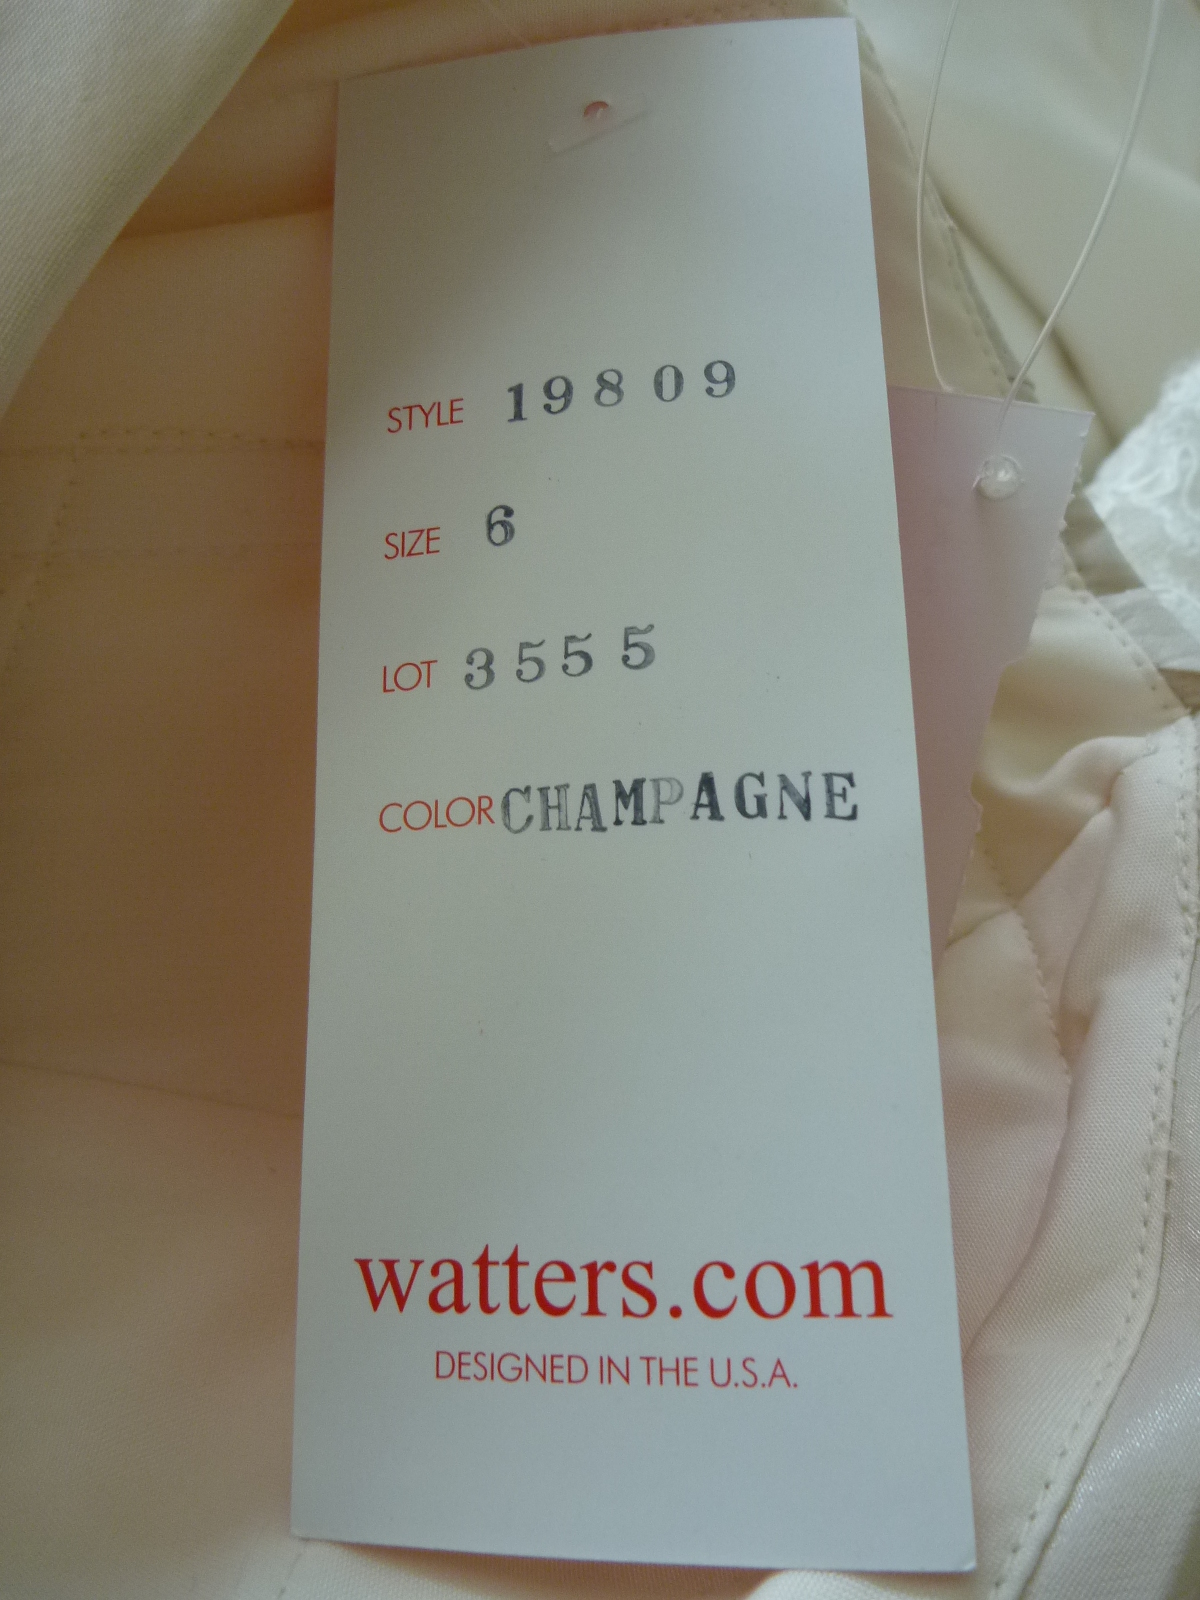 STYLE 19809
SIZE 6
LOT 3555
COLOR CHAMPAGNE
watters.com
DESIGNED IN THE U.S.A.